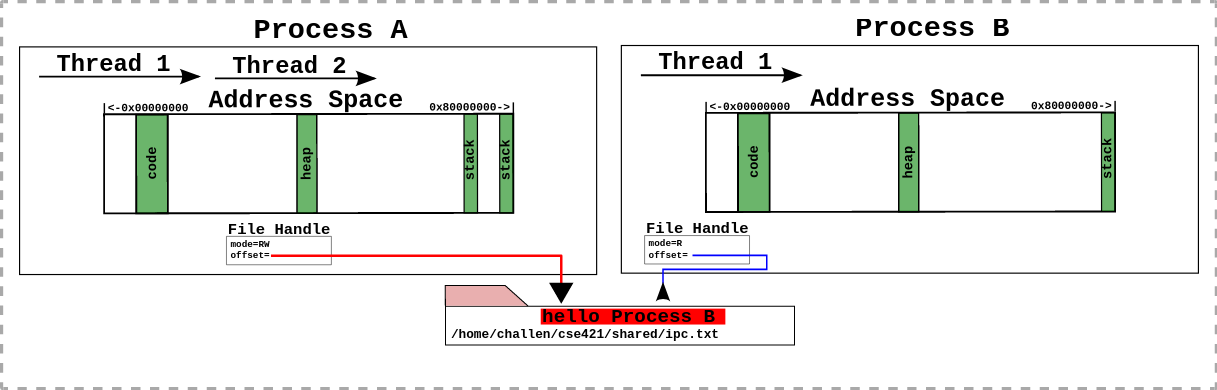 Process A
Thread 1
Thread 2
Address Space
<-0x00000000
0x80000000->
code
heap
stack
stack
File Handle
mode=RW
offset=
Process B
Thread 1
Address Space
<-0x00000000
0x80000000->
code
heap
stack
File Handle
mode=R
offset=
hello Process B
/home/challen/cse421/shared/ipc.txt